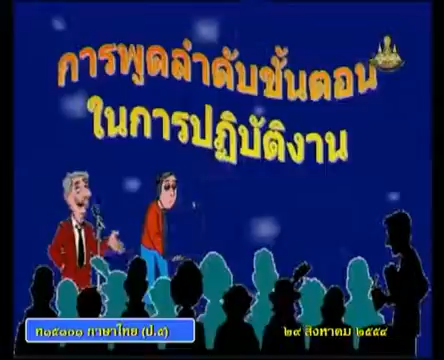 การพูดลำดับขั้นตอน
ในการปฏิบัติงาน
ท๑๕๑๐๑ ภาษาไทย (ป.๕)
๒๙ สิงหาคม ๒๕๕๔